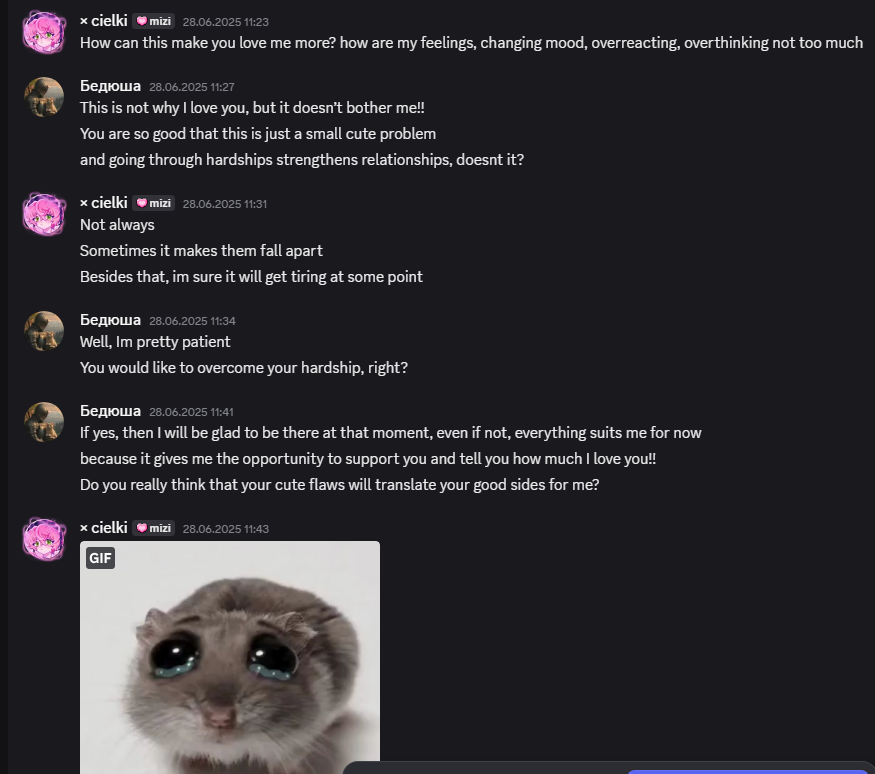 × cielki mizi 28.06.2025 11:23
How can this make you love me more? how are my feelings, changing mood, overreacting, overthinking not too much
Бедюша 28.06.2025 11:27
This is not why I love you, but it doesn't bother me!!
You are so good that this is just a small cute problem
and going through hardships strengthens relationships, doesnt it?
× cielki mizi 28.06.2025 11:31
Not always
Sometimes it makes them fall apart
Besides that, im sure it will get tiring at some point
Бедюша 28.06.2025 11:34
Well, Im pretty patient
You would like to overcome your hardship, right?
Бедюша 28.06.2025 11:41
If yes, then I will be glad to be there at that moment, even if not, everything suits me for now
because it gives me the opportunity to support you and tell you how much I love you!!
Do you really think that your cute flaws will translate your good sides for me?
× cielki mizi 28.06.2025 11:43
GIF